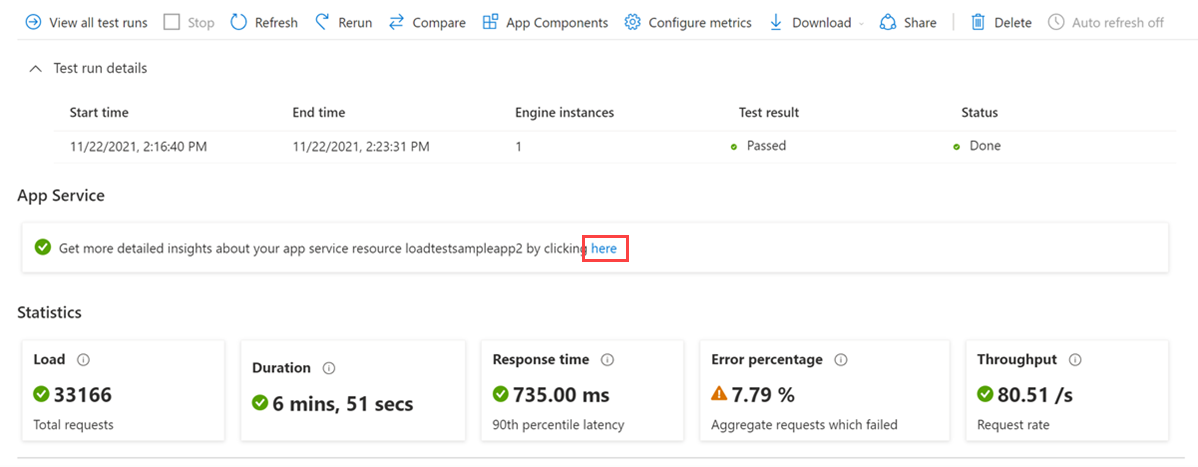 View all test runs Stop Refresh Rerun Compare App Components Configure metrics Download Share Delete Auto refresh off
Test run details
Start time End time Engine instances Test result Status
11/22/2021, 2:16:40 PM 11/22/2021, 2:23:31 PM 1 Passed Done
App Service
Get more detailed insights about your app service resource loadtestsampleapp2 by clicking here
Statistics
Load
33166
Total requests
Duration
6 mins, 51 secs
Response time
735.00 ms
90th percentile latency
Error percentage
7.79 %
Aggregate requests which failed
Throughput
80.51 /s
Request rate